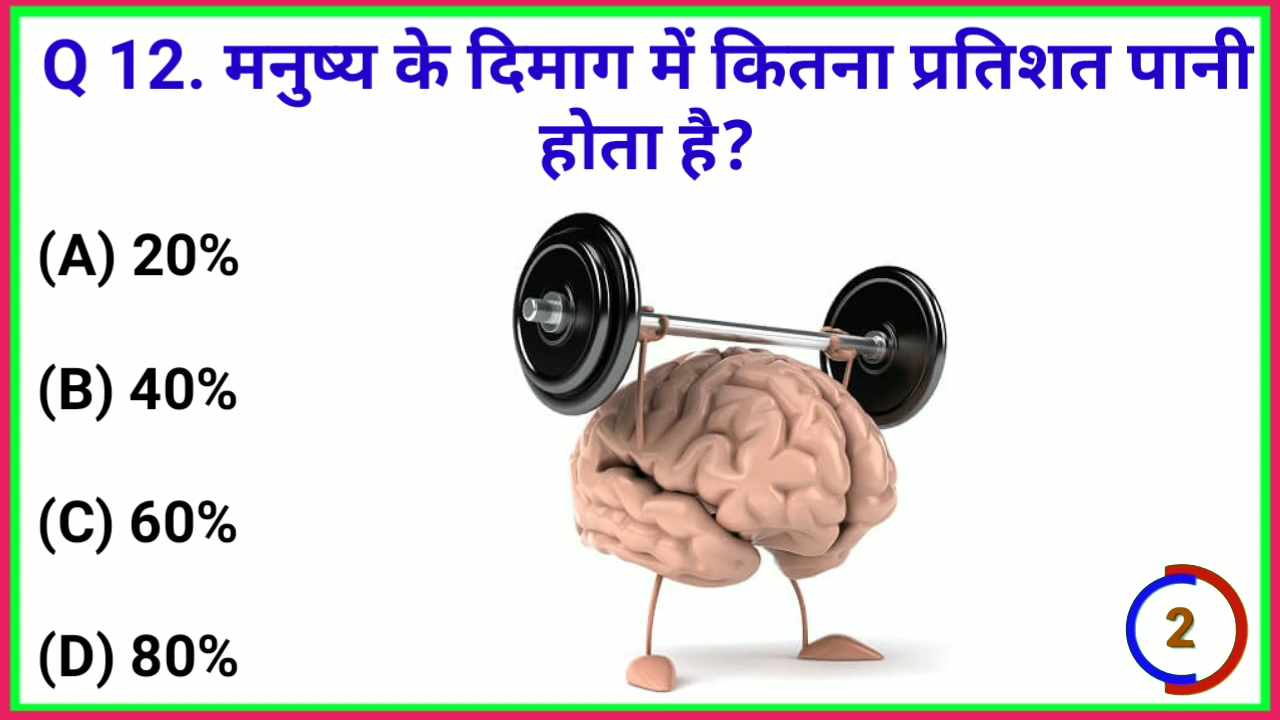 Q 12. मनुष्य के दिमाग में कितना प्रतिशत पानी
होता है?
(A) 20%
(B) 40%
(C) 60%
(D) 80%
2